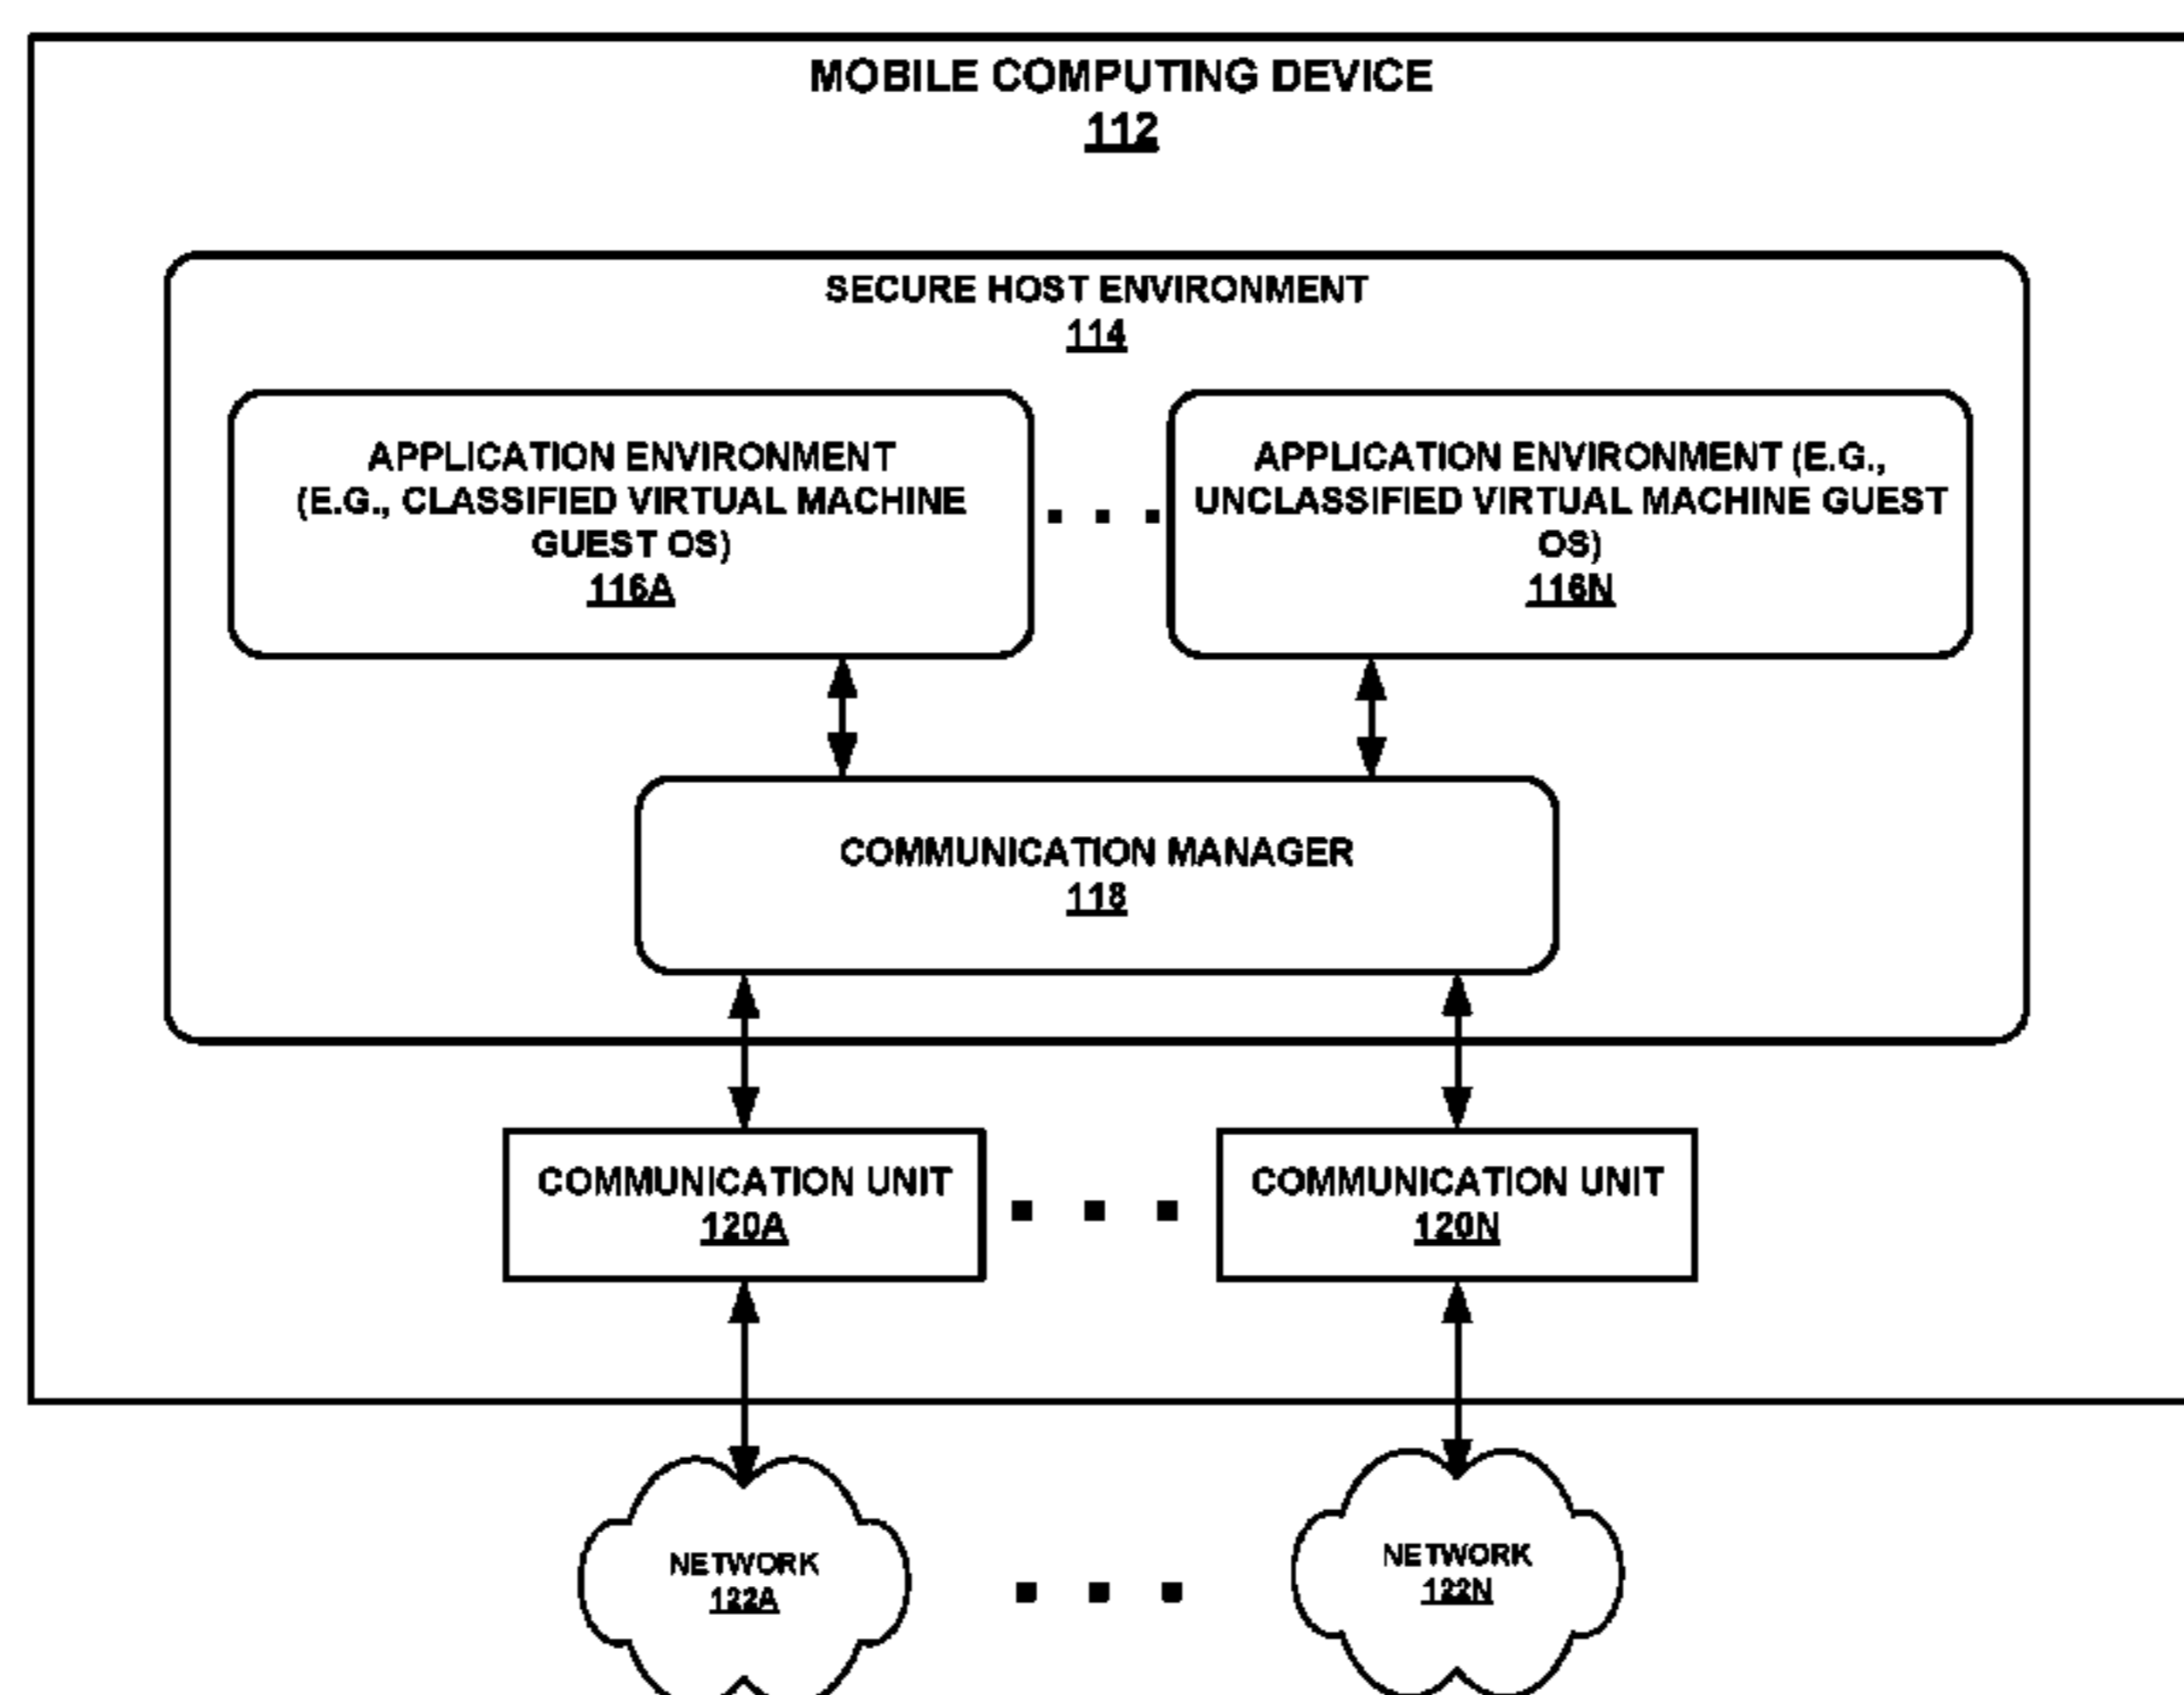 MOBILE COMPUTING DEVICE
112
SECURE HOST ENVIRONMENT
114
APPLICATION ENVIRONMENT
(E.G., CLASSIFIED VIRTUAL MACHINE
GUEST OS)
116A
APPLICATION ENVIRONMENT (E.G.,
UNCLASSIFIED VIRTUAL MACHINE GUEST
OS)
116N
COMMUNICATION MANAGER
118
COMMUNICATION UNIT
120A
COMMUNICATION UNIT
120N
NETWORK
122A
NETWORK
122N